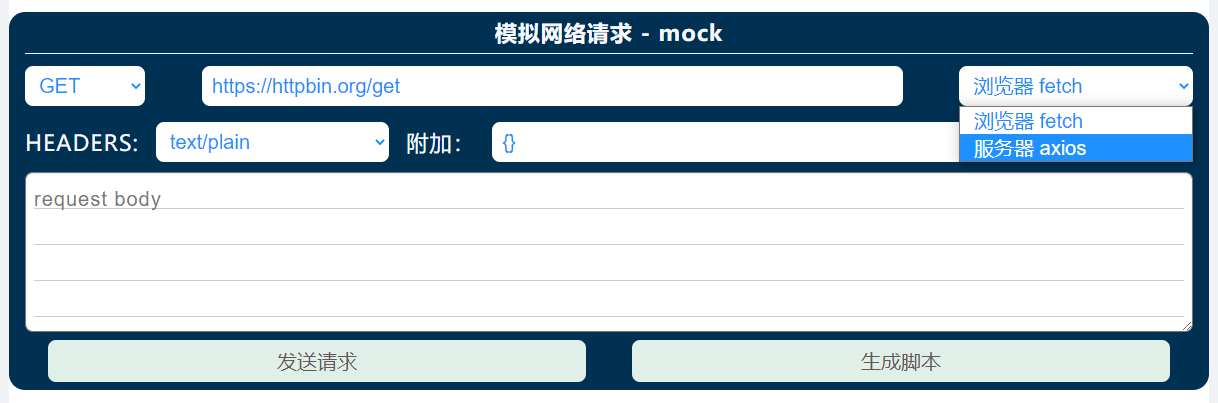 模拟网络请求 - mock
GET https://httpbin.org/get 浏览器 fetch
浏览器 fetch
HEADERS: text/plain 附加： {}
服务器 axios
request body
发送请求 生成脚本